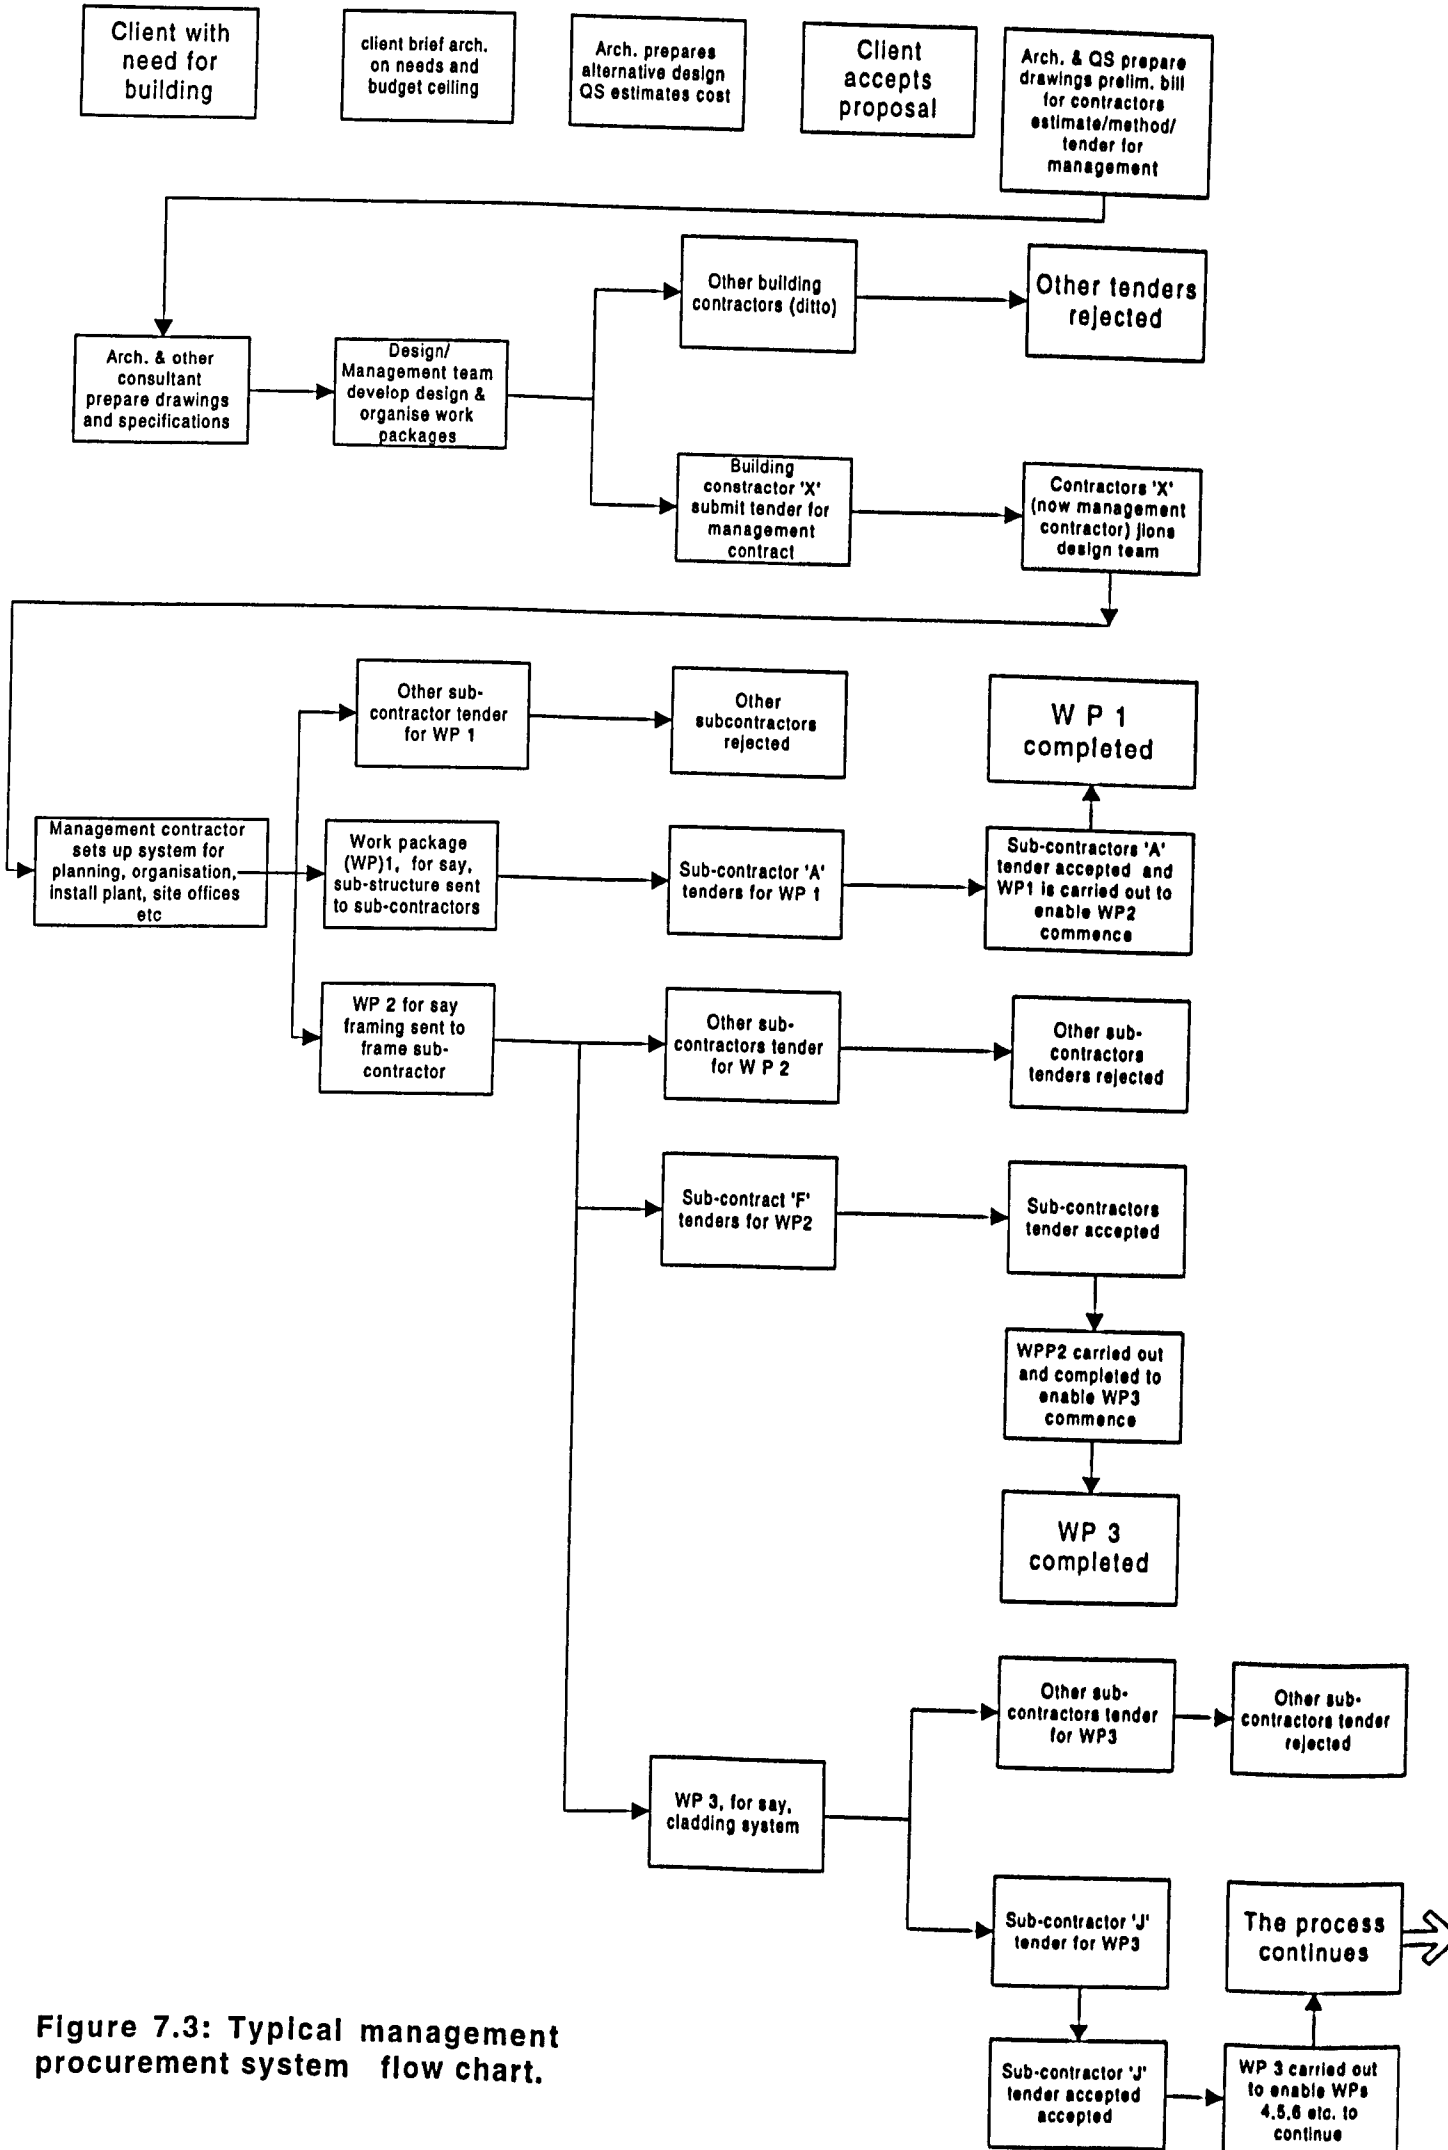 Client with
need for
building
client brief arch.
on needs and
budget ceiling
Arch. prepares
alternative design
QS estimates cost
Client
accepts
proposal
Arch. & QS prepare
drawings prelim. bill
for contractors
estimate/method/
tender for
management
Other building
contractors (ditto)
Other tenders
rejected
Arch. & other
consultant
prepare drawings
and specifications
Design/
Management team
develop design &
organise work
packages
Building
constractor 'X'
submit tender for
management
contract
Contractors 'X'
(now management
contractor) jions
design team
Other sub-
contractor tender
for WP 1
Other
subcontractors
rejected
W P 1
completed
Management contractor
sets up system for
planning, organisation,
install plant, site offices
etc
Work package
(WP)1, for say,
sub-structure sent
to sub-contractors
Sub-contractor 'A'
tenders for WP 1
Sub-contractors 'A'
tender accepted and
WP1 is carried out to
enable WP2
commence
WP 2 for say
framing sent to
frame sub-
contractor
Other sub-
contractors tender
for W P 2
Other sub-
contractors
tenders rejected
Sub-contract 'F'
tenders for WP2
Sub-contractors
tender accepted
WPP2 carried out
and completed to
enable WP3
commence
WP 3
completed
Other sub-
contractors tender
for WP3
Other sub-
contractors tender
rejected
WP 3, for say,
cladding system
Sub-contractor 'J'
tender for WP3
The process
continues
Sub-contractor 'J'
tender accepted
accepted
WP 3 carried out
to enable WPs
4,5,6 etc. to
continue
Figure 7.3: Typical management
procurement system flow chart.